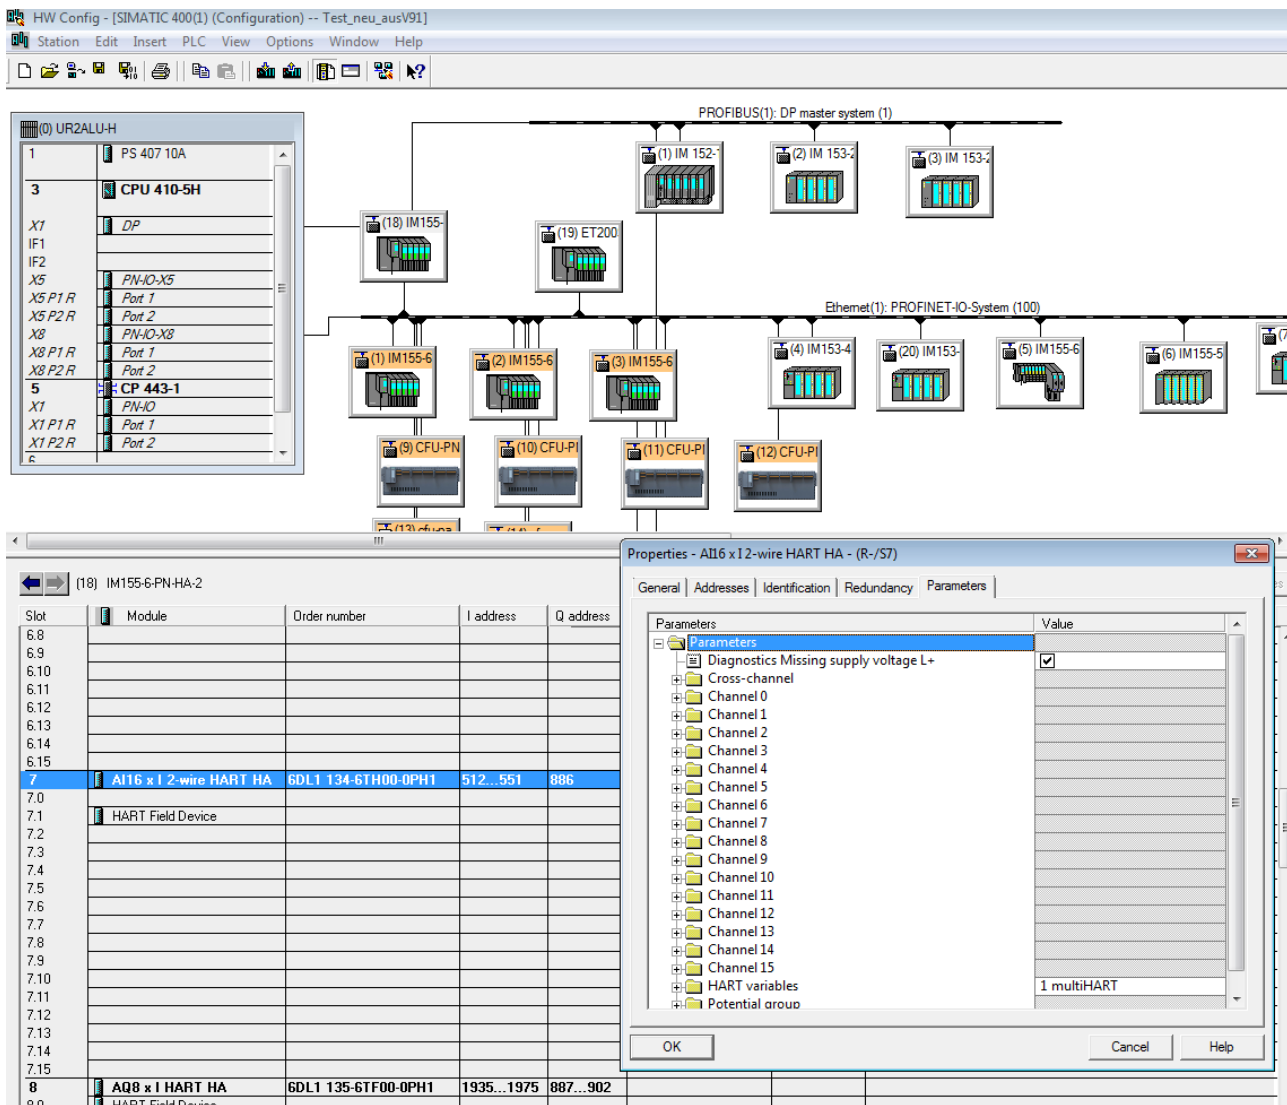 HW Config - [SIMATIC 400(1) (Configuration) -- Test_neu_ausV91]
Station Edit Insert PLC View Options Window Help
(0) UR2ALU-H
1 PS 407 10A
3 CPU 410-5H
X1 DP
IF1
IF2
X5 PN-IO-X5
X5 P1 R Port 1
X5 P2 R Port 2
X8 PN-IO-X8
X8 P1 R Port 1
X8 P2 R Port 2
5 CP 443-1
X1 PN-IO
X1 P1 R Port 1
X1 P2 R Port 2
6
PROFIBUS(1): DP master system (1)
(1) IM 152-1
(2) IM 153-2
(3) IM 153-2
(18) IM155-
(19) ET200
Ethernet(1): PROFINET-IO-System (100)
(1) IM155-6
(2) IM155-6
(3) IM155-6
(4) IM153-4
(20) IM153-
(5) IM155-6
(6) IM155-5
(7
(9) CFU-PN
(10) CFU-PI
(11) CFU-PI
(12) CFU-PI
(13) cfu-pa
(18) IM155-6-PN-HA-2
Slot Module Order number I address Q address
6.8
6.9
6.10
6.11
6.12
6.13
6.14
6.15
7 AI16 x I 2-wire HART HA 6DL1 134-6TH00-0PH1 512...551 886
7.0
7.1 HART Field Device
7.2
7.3
7.4
7.5
7.6
7.7
7.8
7.9
7.10
7.11
7.12
7.13
7.14
7.15
8 AQ8 x I HART HA 6DL1 135-6TF00-0PH1 1935...1975 887...902
8.0 HART Field Device
Properties - AI16 x I 2-wire HART HA - (R-/S7)
General Addresses Identification Redundancy Parameters
Parameters Value
Parameters
Diagnostics Missing supply voltage L+
Cross-channel
Channel 0
Channel 1
Channel 2
Channel 3
Channel 4
Channel 5
Channel 6
Channel 7
Channel 8
Channel 9
Channel 10
Channel 11
Channel 12
Channel 13
Channel 14
Channel 15
HART variables 1 multiHART
Potential group
OK Cancel Help